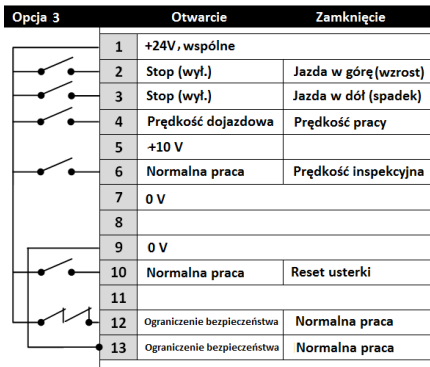 Opcja 3 Otwarcie Zamknięcie
1 +24V, wspólne
2 Stop (wył.) Jazda w górę (wzrost)
3 Stop (wył.) Jazda w dół (spadek)
4 Prędkość dojazdowa Prędkość pracy
5 +10 V
6 Normalna praca Prędkość inspekcyjna
7 0 V
8
9 0 V
10 Normalna praca Reset usterki
11
12 Ograniczenie bezpieczeństwa Normalna praca
13 Ograniczenie bezpieczeństwa Normalna praca